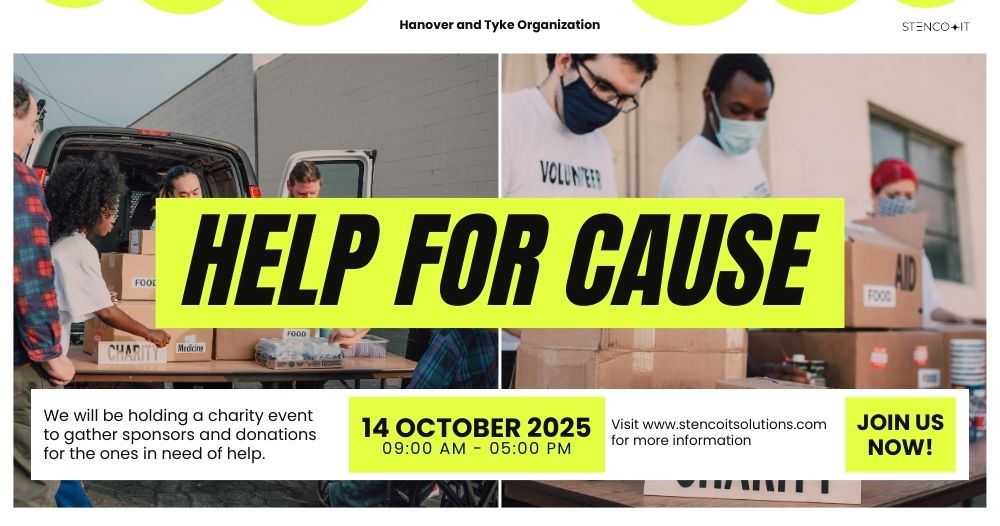 Hanover and Tyke Organization
STENCO IT
VOLUNTEER
HELP FOR CAUSE
AID
FOOD
FOOD
FOOD
CHARITY
Medicine
We will be holding a charity event
to gather sponsors and donations
for the ones in need of help.
14 OCTOBER 2025
09:00 AM - 05:00 PM
Visit www.stencoitsolutions.com
for more information
JOIN US
NOW!
CHARITY